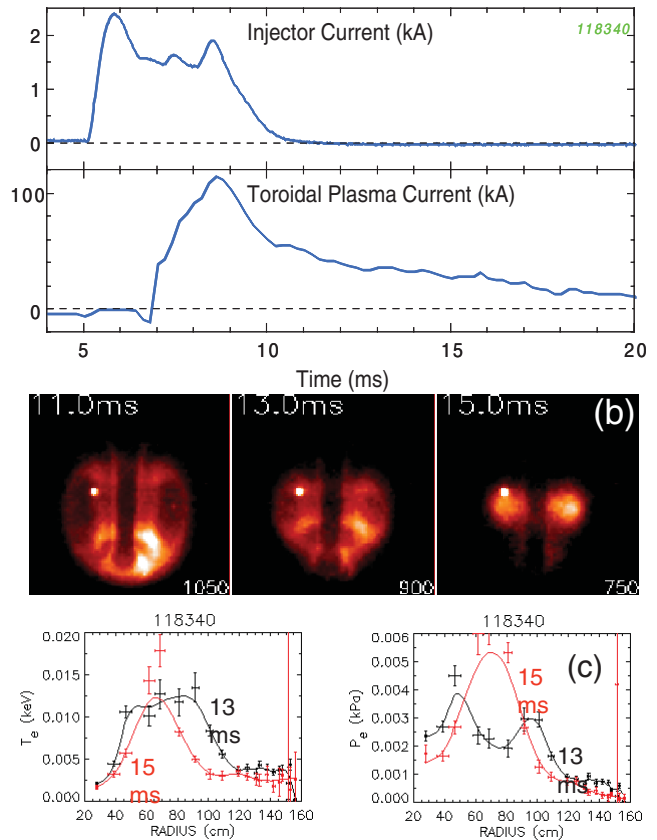 2
1
0
Injector Current (kA)
118340
100
50
0
Toroidal Plasma Current (kA)
5 10 15 20
Time (ms)
11.0ms 13.0ms 15.0ms (b)
1050 900 750
118340
0.020
0.015
0.010
0.005
0.000
Te (keV)
13
ms
15
ms
20 40 60 80 100 120 140 160
RADIUS (cm)
118340
0.006
0.005
0.004
0.003
0.002
0.001
0.000
Pe (kPa)
(c)
15
ms
13
ms
20 40 60 80 100 120 140 160
RADIUS (cm)